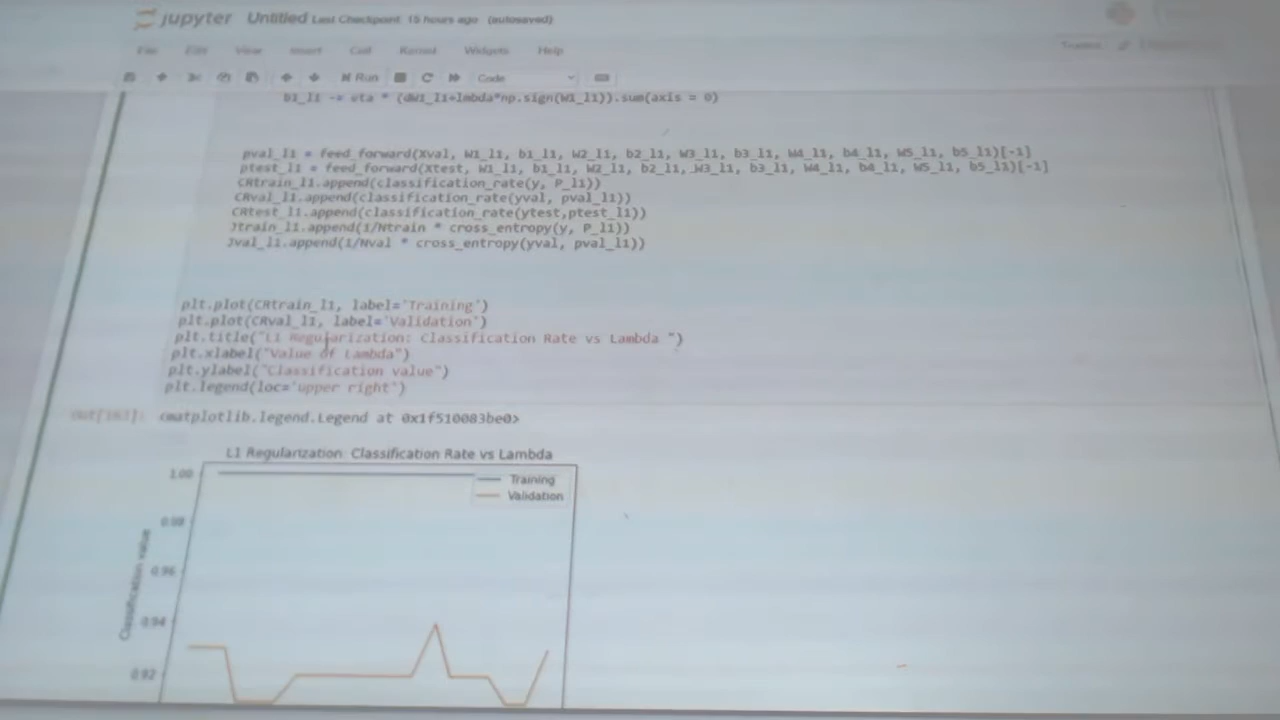 jupyter Untitled Last Checkpoint: 15 hours ago (autosaved)
File Edit View Insert Cell Kernel Widgets Help
Run Code
b1_l1 -= eta * (dW1_l1+lmbda*np.sign(W1_l1)).sum(axis = 0)
pval_l1 = feed_forward(Xval, W1_l1, b1_l1, W2_l1, b2_l1, W3_l1, b3_l1, W4_l1, b4_l1, W5_l1, b5_l1)[-1]
ptest_l1 = feed_forward(Xtest, W1_l1, b1_l1, W2_l1, b2_l1, W3_l1, b3_l1, W4_l1, b4_l1, W5_l1, b5_l1)[-1]
CRtrain_l1.append(classification_rate(y, P_l1))
CRval_l1.append(classification_rate(yval, pval_l1))
CRtest_l1.append(classification_rate(ytest,ptest_l1))
Jtrain_l1.append(1/Ntrain * cross_entropy(y, P_l1))
Jval_l1.append(1/Nval * cross_entropy(yval, pval_l1))
plt.plot(CRtrain_l1, label='Training')
plt.plot(CRval_l1, label='Validation')
plt.title("L1 Regularization: Classification Rate vs Lambda ")
plt.xlabel("Value of Lambda")
plt.ylabel("Classification value")
plt.legend(loc='upper right')
Out[163]: <matplotlib.legend.Legend at 0x1f510083be0>
L1 Regularization: Classification Rate vs Lambda
1.00
Training
Validation
0.98
0.96
0.94
0.92
Classification value